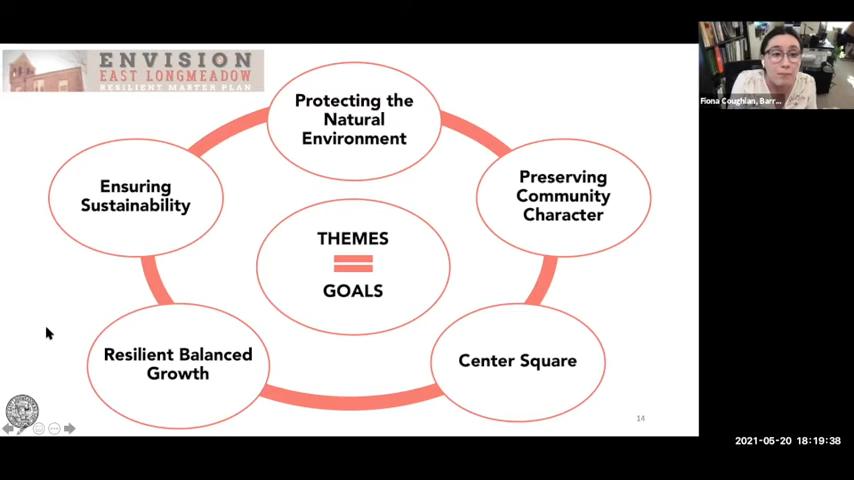 ENVISION
EAST LONGMEADOW
RESILIENT MASTER PLAN
Protecting the
Natural
Environment
Ensuring
Sustainability
Preserving
Community
Character
THEMES
=
GOALS
Resilient Balanced
Growth
Center Square
14
Fiona Coughlan, Barr...
2021-05-20 18:19:38